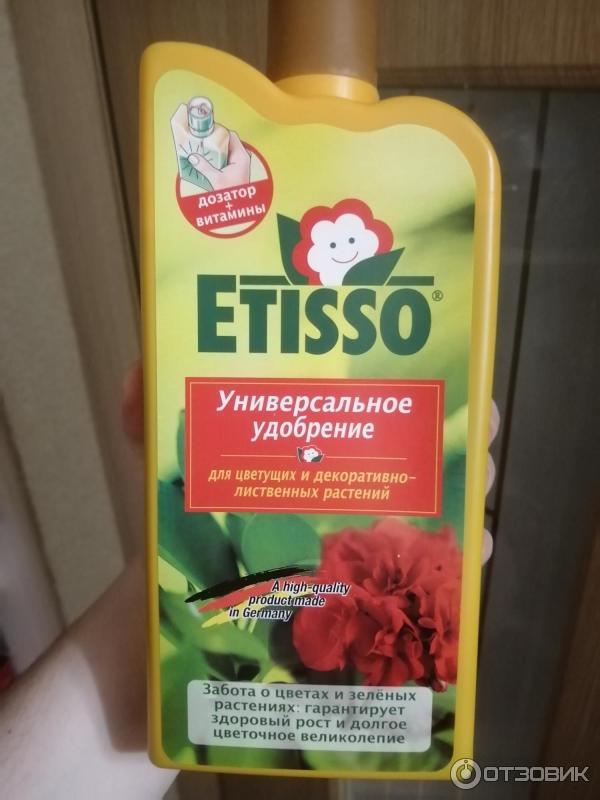 дозатор
+
витамины
ETISSO®
Универсальное
удобрение
для цветущих и декоративно-
лиственных растений
A high-quality
product made
in Germany
Забота о цветах и зелёных
растениях: гарантирует
здоровый рост и долгое
цветочное великолепие
ОТЗОВИК